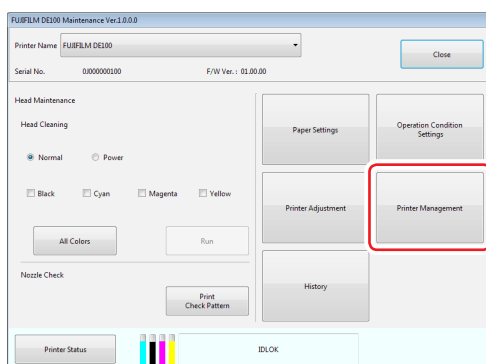 FUJIFILM DE100 Maintenance Ver.1.0.0.0
Printer Name FUJIFILM DE100
Close
Serial No. 0J000000100 F/W Ver. : 01.00.00
Head Maintenance
Head Cleaning
Normal Power
Black Cyan Magenta Yellow
All Colors Run
Nozzle Check
Print
Check Pattern
Paper Settings
Operation Condition
Settings
Printer Adjustment
Printer Management
History
Printer Status
IDLOK